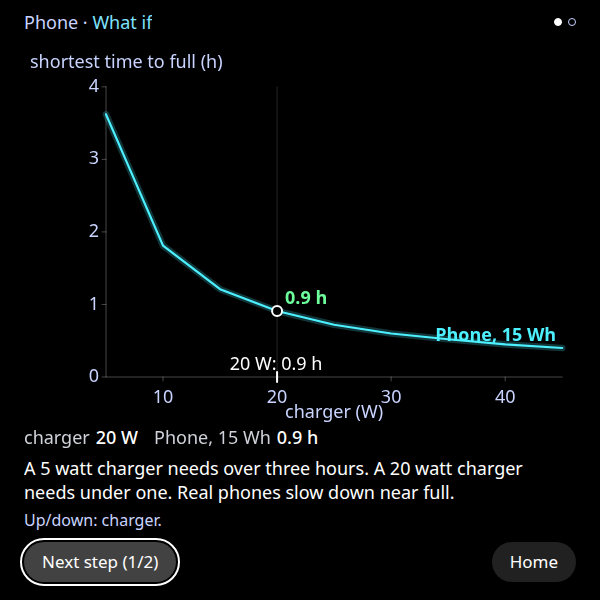 Phone · What if
shortest time to full (h)
4
3
2
1
0
0.9 h
Phone, 15 Wh
20 W: 0.9 h
10
20
30
40
charger (W)
charger 20 W Phone, 15 Wh 0.9 h
A 5 watt charger needs over three hours. A 20 watt charger
needs under one. Real phones slow down near full.
Up/down: charger.
Next step (1/2)
Home